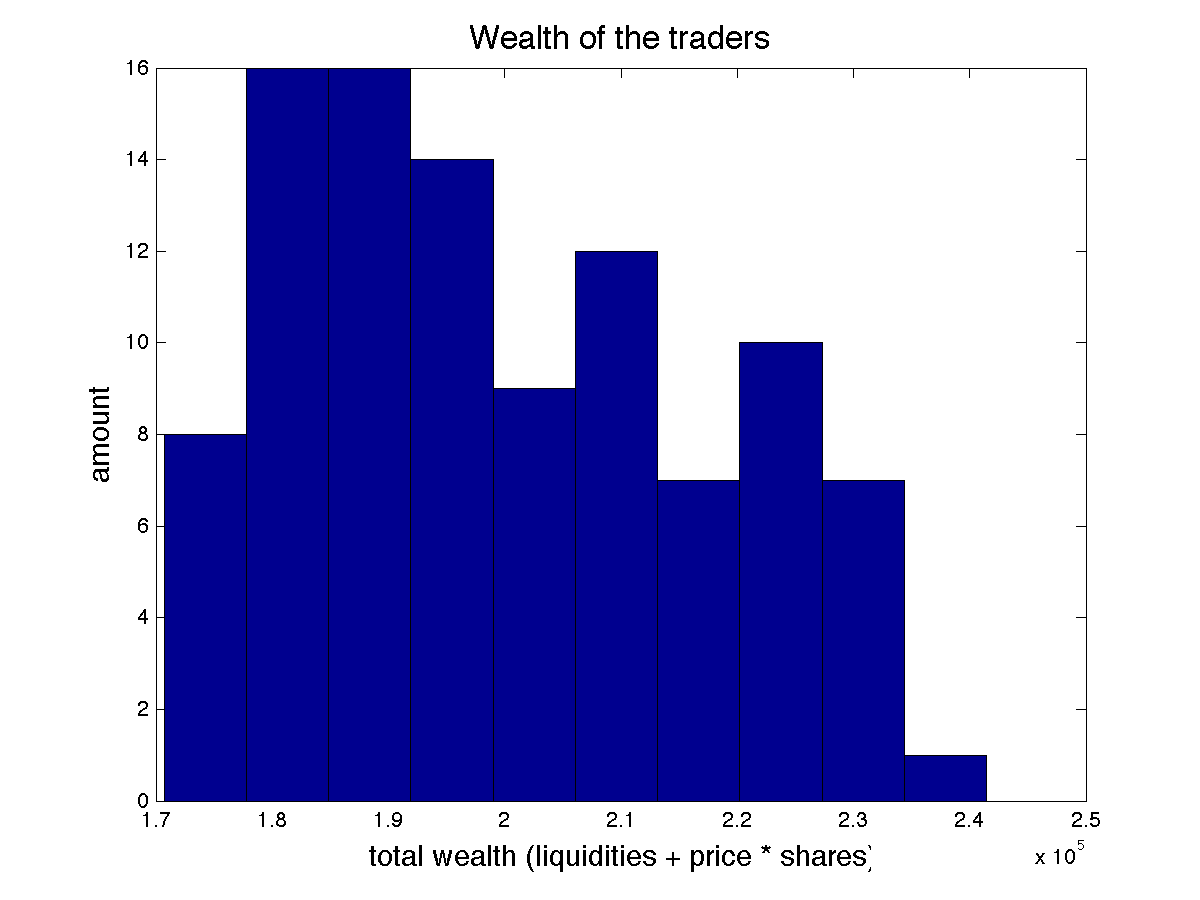 Wealth of the traders
16
14
12
10
8
6
4
2
0
amount
1.7 1.8 1.9 2 2.1 2.2 2.3 2.4 2.5
x 10^5
total wealth (liquidities + price * shares)